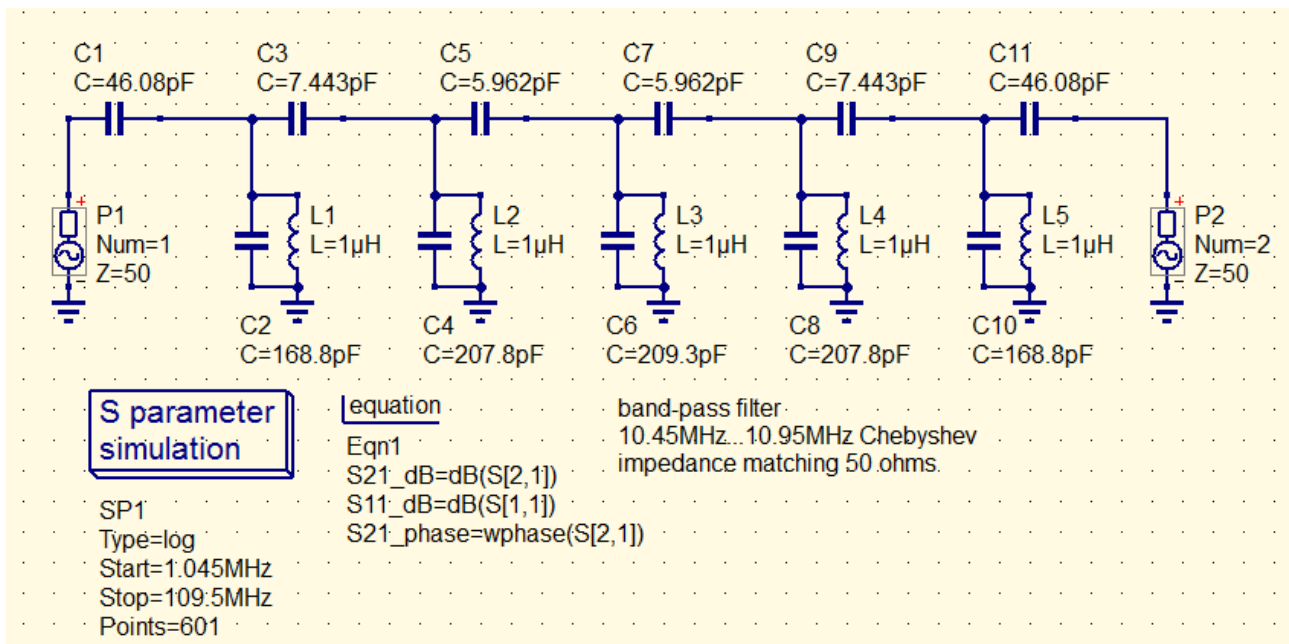 C1
C=46.08pF
C3
C=7.443pF
C5
C=5.962pF
C7
C=5.962pF
C9
C=7.443pF
C11
C=46.08pF
+
P1
Num=1
Z=50
-
L1
L=1µH
L2
L=1µH
L3
L=1µH
L4
L=1µH
L5
L=1µH
+
P2
Num=2
Z=50
-
C2
C=168.8pF
C4
C=207.8pF
C6
C=209.3pF
C8
C=207.8pF
C10
C=168.8pF
S parameter
simulation
SP1
Type=log
Start=1.045MHz
Stop=109.5MHz
Points=601
equation
Eqn1
S21_dB=dB(S[2,1])
S11_dB=dB(S[1,1])
S21_phase=wphase(S[2,1])
band-pass filter
10.45MHz...10.95MHz Chebyshev
impedance matching 50 ohms